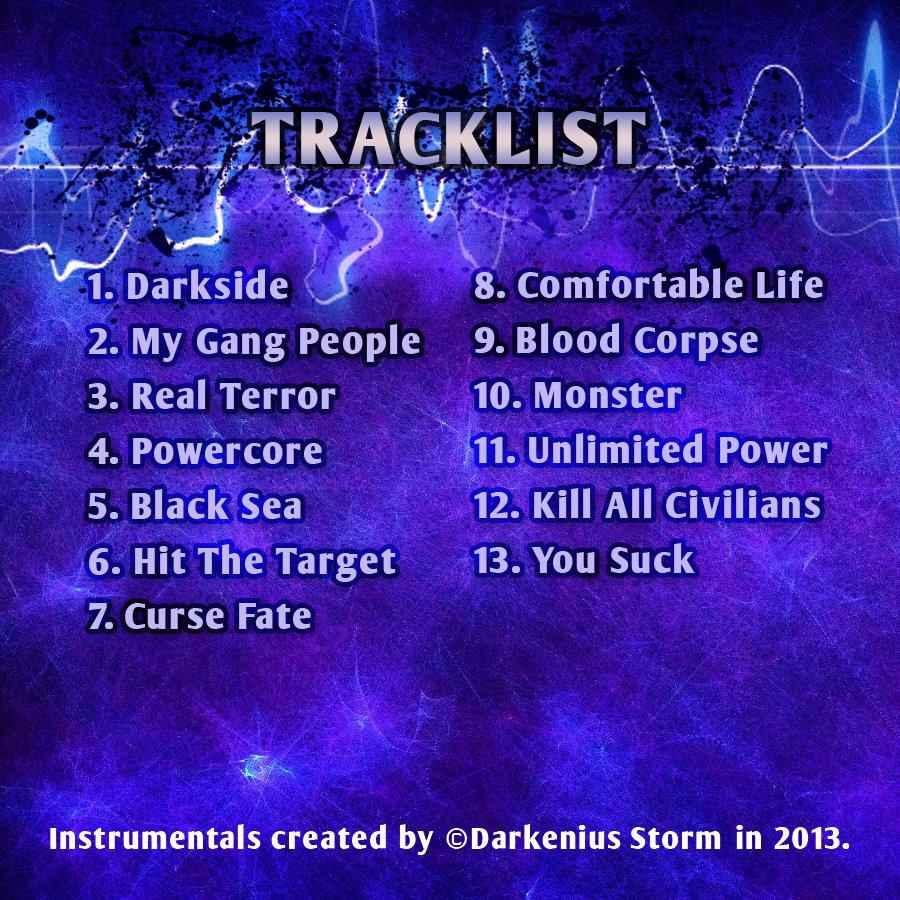 TRACKLIST
1. Darkside
2. My Gang People
3. Real Terror
4. Powercore
5. Black Sea
6. Hit The Target
7. Curse Fate
8. Comfortable Life
9. Blood Corpse
10. Monster
11. Unlimited Power
12. Kill All Civilians
13. You Suck
Instrumentals created by ©Darkenius Storm in 2013.